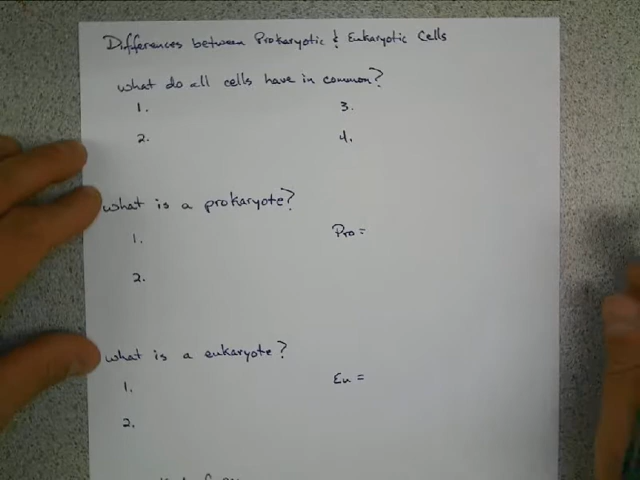 Differences between Prokaryotic & Eukaryotic Cells
What do all cells have in common?
1. 3.
2. 4.
What is a prokaryote?
1. Pro =
2.
What is a eukaryote?
1. Eu =
2.